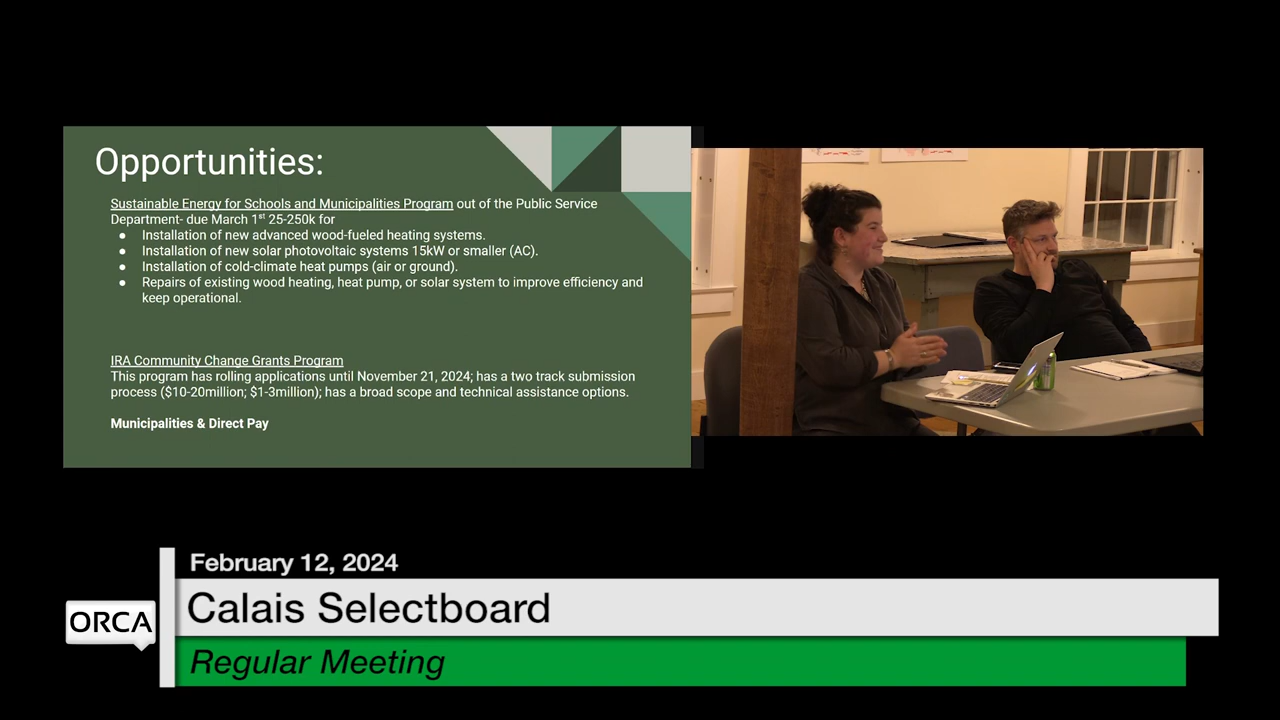 Opportunities:
Sustainable Energy for Schools and Municipalities Program out of the Public Service
Department- due March 1st 25-250k for
● Installation of new advanced wood-fueled heating systems.
● Installation of new solar photovoltaic systems 15kW or smaller (AC).
● Installation of cold-climate heat pumps (air or ground).
● Repairs of existing wood heating, heat pump, or solar system to improve efficiency and
keep operational.
IRA Community Change Grants Program
This program has rolling applications until November 21, 2024; has a two track submission
process ($10-20million; $1-3million); has a broad scope and technical assistance options.
Municipalities & Direct Pay
February 12, 2024
ORCA
Calais Selectboard
Regular Meeting